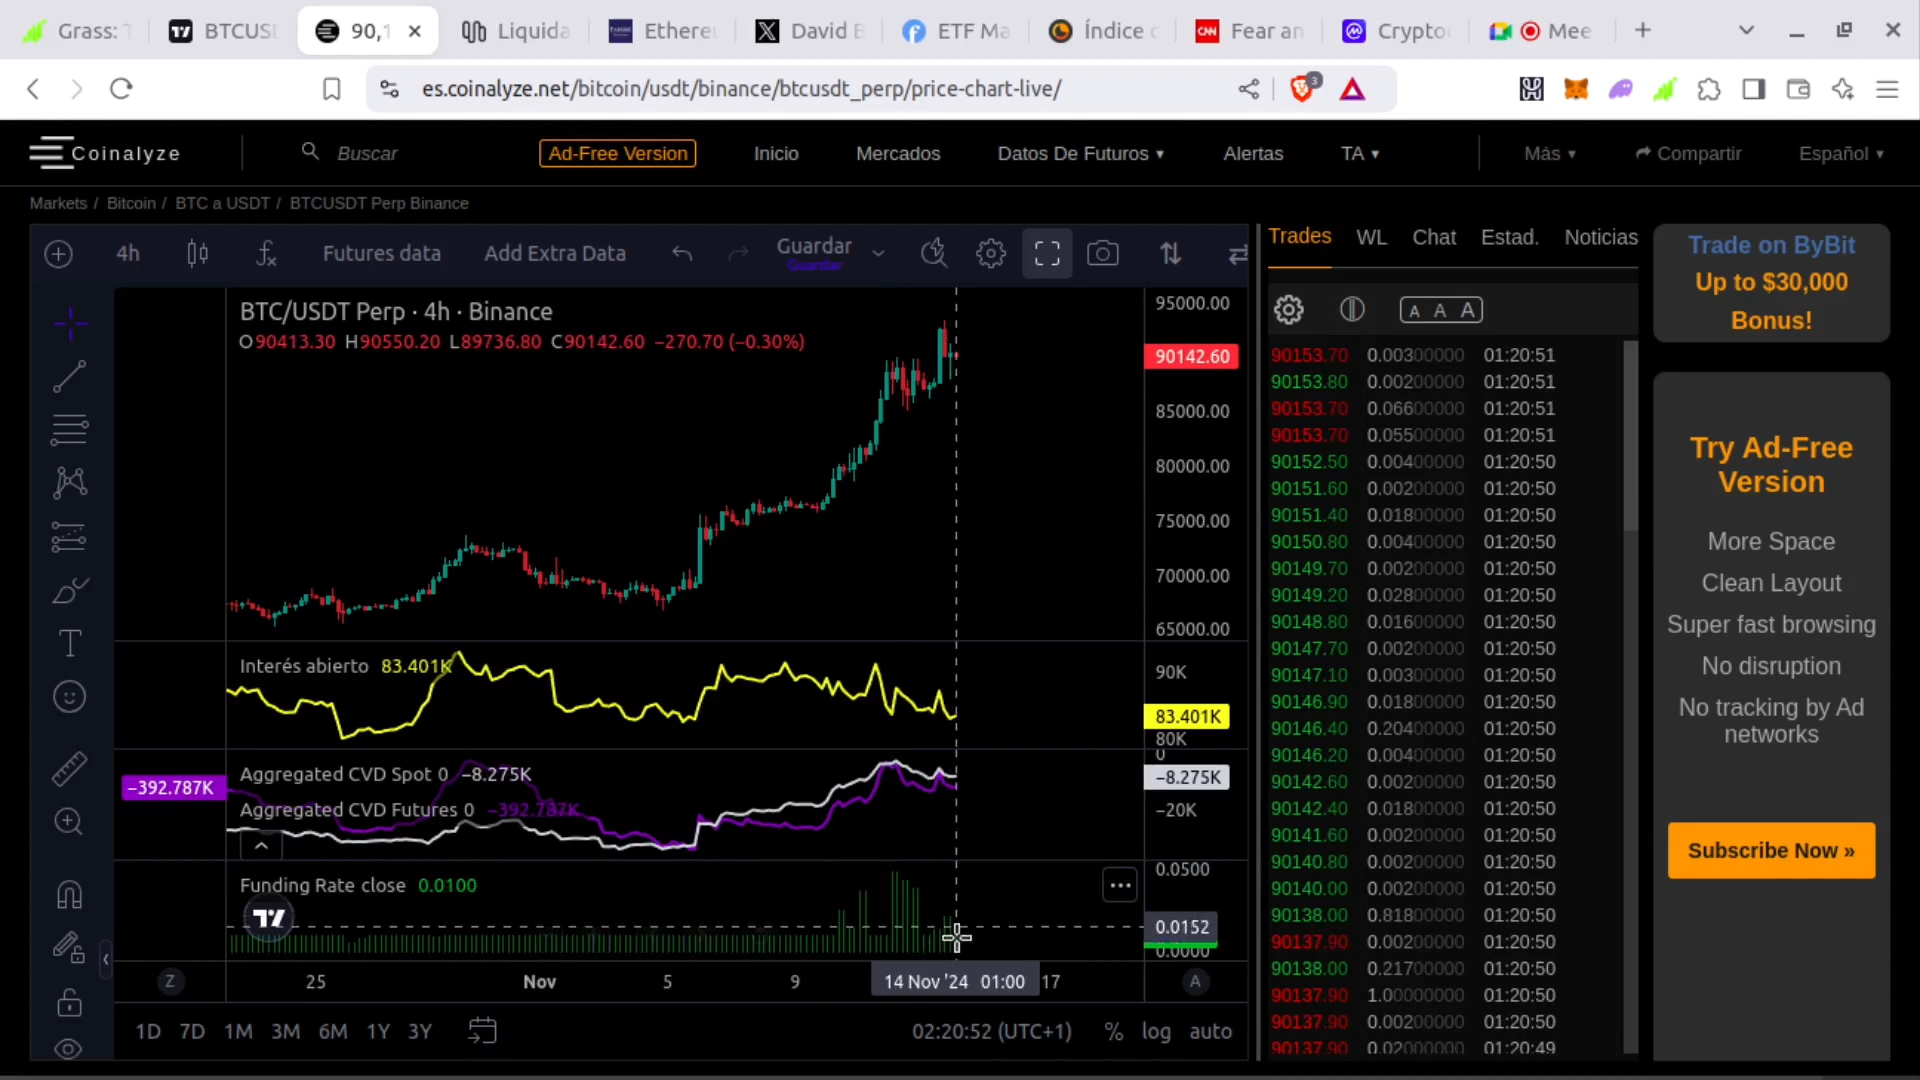 Grass: T
BTCUSD
90,1
Liquida
Ethereu
David B
ETF Ma
Índice c
CNN
Fear an
Crypto
Mee
es.coinalyze.net/bitcoin/usdt/binance/btcusdt_perp/price-chart-live/
3
Coinalyze
Buscar
Ad-Free Version
Inicio
Mercados
Datos De Futuros ▾
Alertas
TA ▾
Más ▾
Compartir
Español ▾
Markets / Bitcoin / BTC a USDT / BTCUSDT Perp Binance
4h
Futures data
Add Extra Data
Guardar
Guardar
Trades
WL
Chat
Estad.
Noticias
BTC/USDT Perp · 4h · Binance
O90413.30 H90550.20 L89736.80 C90142.60 −270.70 (−0.30%)
95000.00
90142.60
85000.00
80000.00
75000.00
70000.00
65000.00
Interés abierto 83.401K
90K
83.401K
80K
0
−392.787K
Aggregated CVD Spot 0 −8.275K
−8.275K
Aggregated CVD Futures 0 −392.787K
−20K
Funding Rate close 0.0100
0.0500
0.0152
0.0000
Z
25
Nov
5
9
14 Nov '24 01:00
17
A
1D 7D 1M 3M 6M 1Y 3Y
02:20:52 (UTC+1)
%
log
auto
A A A
90153.70 0.00300000 01:20:51
90153.80 0.00200000 01:20:51
90153.70 0.06600000 01:20:51
90153.70 0.05500000 01:20:51
90152.50 0.00400000 01:20:50
90151.60 0.00200000 01:20:50
90151.40 0.01800000 01:20:50
90150.80 0.00400000 01:20:50
90149.70 0.00200000 01:20:50
90149.20 0.02800000 01:20:50
90148.80 0.01600000 01:20:50
90147.70 0.00200000 01:20:50
90147.10 0.00300000 01:20:50
90146.90 0.01800000 01:20:50
90146.40 0.20400000 01:20:50
90146.20 0.00400000 01:20:50
90142.60 0.00200000 01:20:50
90142.40 0.01800000 01:20:50
90141.60 0.00200000 01:20:50
90140.80 0.00200000 01:20:50
90140.00 0.00200000 01:20:50
90138.00 0.81800000 01:20:50
90137.90 0.00200000 01:20:50
90138.00 0.21700000 01:20:50
90137.90 1.00000000 01:20:50
90137.90 0.00200000 01:20:50
90137.90 0.02000000 01:20:49
Trade on ByBit
Up to $30,000
Bonus!
Try Ad-Free
Version
More Space
Clean Layout
Super fast browsing
No disruption
No tracking by Ad
networks
Subscribe Now »